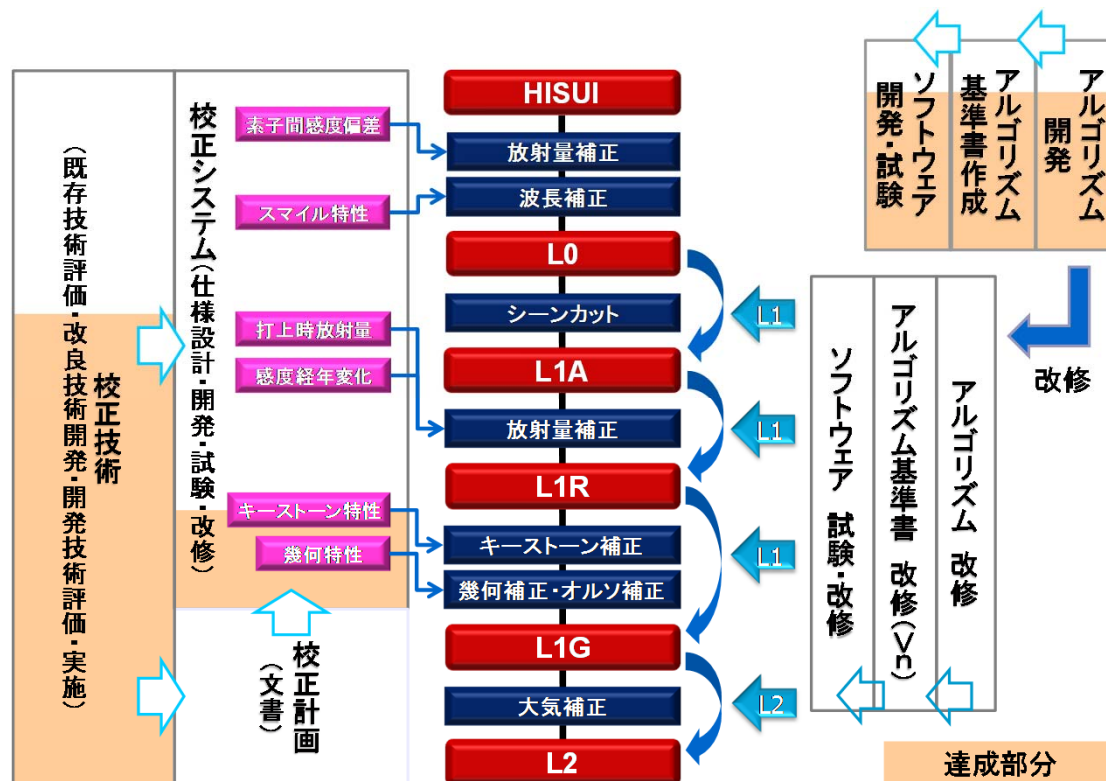 校正技術
(既存技術評価・改良技術開発・開発技術評価・実施)
校正システム(仕様設計・開発・試験・改修)
校正計画
(文書)
素子間感度偏差
スマイル特性
打上時放射量
感度経年変化
キーストーン特性
幾何特性
HISUI
放射量補正
波長補正
L0
シーンカット
L1A
放射量補正
L1R
キーストーン補正
幾何補正・オルソ補正
L1G
大気補正
L2
L1
L1
L1
L2
アルゴリズム
開発
アルゴリズム
基準書作成
ソフトウェア
開発・試験
改修
アルゴリズム 改修
アルゴリズム基準書 改修(Vn)
ソフトウェア 試験・改修
達成部分